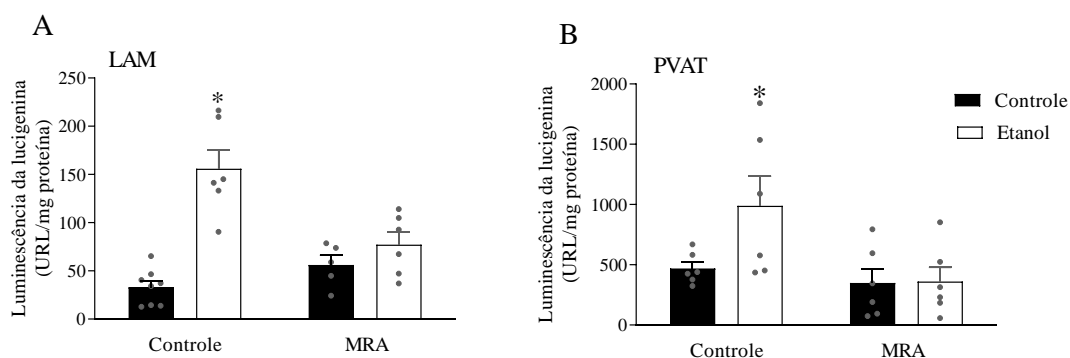 A
LAM
Luminescência da lucigenina
(URL/mg proteína)
250
200
150
100
50
0
*
Controle
MRA
B
PVAT
Luminescência da lucigenina
(URL/mg proteína)
2000
1500
1000
500
0
*
Controle
MRA
Controle
Etanol